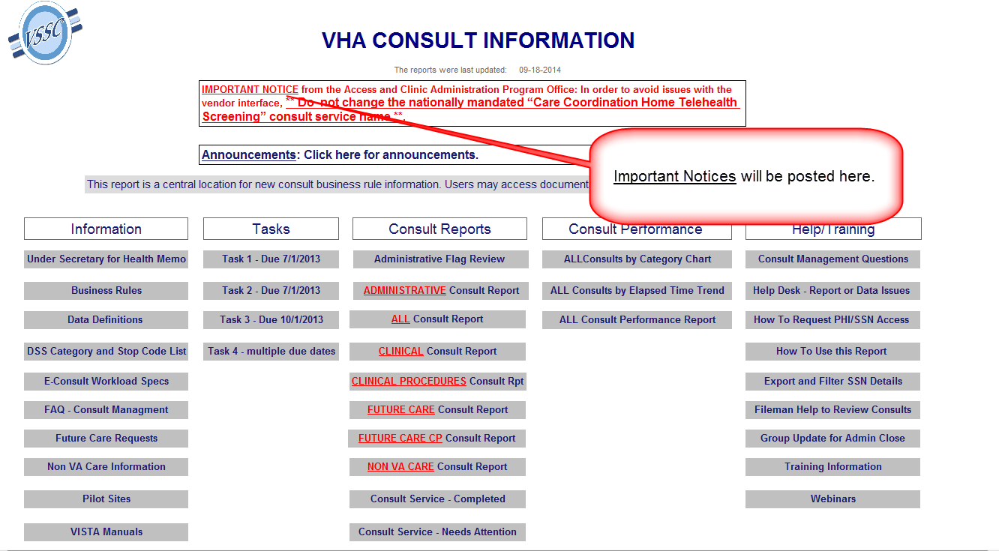 VSSC
VHA CONSULT INFORMATION
The reports were last updated: 09-18-2014
IMPORTANT NOTICE from the Access and Clinic Administration Program Office: In order to avoid issues with the
vendor interface, ** Do not change the nationally mandated “Care Coordination Home Telehealth
Screening” consult service name **.
Announcements: Click here for announcements.
Important Notices will be posted here.
This report is a central location for new consult business rule information. Users may access document
Information
Under Secretary for Health Memo
Business Rules
Data Definitions
DSS Category and Stop Code List
E-Consult Workload Specs
FAQ - Consult Managment
Future Care Requests
Non VA Care Information
Pilot Sites
VISTA Manuals
Tasks
Task 1 - Due 7/1/2013
Task 2 - Due 7/1/2013
Task 3 - Due 10/1/2013
Task 4 - multiple due dates
Consult Reports
Administrative Flag Review
ADMINISTRATIVE Consult Report
ALL Consult Report
CLINICAL Consult Report
CLINICAL PROCEDURES Consult Rpt
FUTURE CARE Consult Report
FUTURE CARE CP Consult Report
NON VA CARE Consult Report
Consult Service - Completed
Consult Service - Needs Attention
Consult Performance
ALLConsults by Category Chart
ALL Consults by Elapsed Time Trend
ALL Consult Performance Report
Help/Training
Consult Management Questions
Help Desk - Report or Data Issues
How To Request PHI/SSN Access
How To Use this Report
Export and Filter SSN Details
Fileman Help to Review Consults
Group Update for Admin Close
Training Information
Webinars